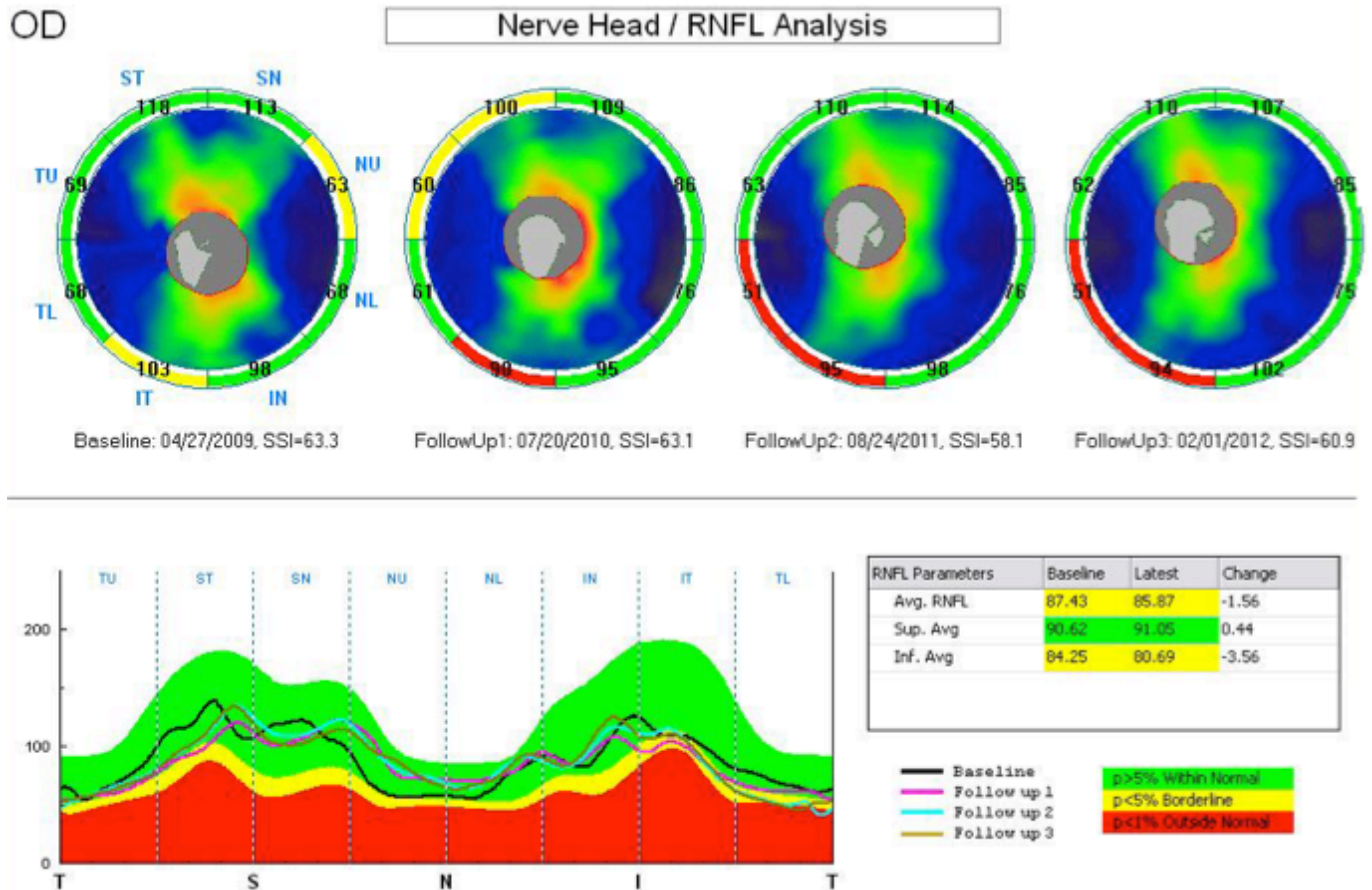 OD
Nerve Head / RNFL Analysis
ST SN
118 113
TU 69 63 NU
TL 68 68 NL
103 98
IT IN
100 109
60 86
61 76
90 95
110 114
63 85
51 76
95 98
110 107
62 85
51 75
94 102
Baseline: 04/27/2009, SSI=63.3
FollowUp1: 07/20/2010, SSI=63.1
FollowUp2: 08/24/2011, SSI=58.1
FollowUp3: 02/01/2012, SSI=60.9
TU ST SN NU NL IN IT TL
200
100
0
T S N I T
RNFL Parameters Baseline Latest Change
Avg. RNFL 87.43 85.87 -1.56
Sup. Avg 90.62 91.05 0.44
Inf. Avg 84.25 80.69 -3.56
Baseline
Follow up 1
Follow up 2
Follow up 3
p>5% Within Normal
p<5% Borderline
p<1% Outside Normal